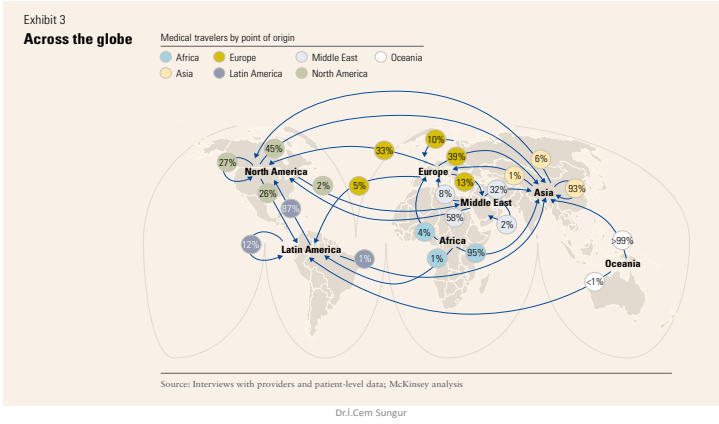 Exhibit 3
Across the globe
Medical travelers by point of origin
Africa Europe Middle East Oceania
Asia Latin America North America
10%
45% 33% 39% 6%
27%
North America Europe 1% Asia 93%
26% 2% 5% 8% 13% 32%
Middle East
87% 58% 2%
4%
12% Latin America Africa >99%
1% 1% 95%
Oceania
<1%
Source: Interviews with providers and patient-level data; McKinsey analysis
Dr.İ.Cem Sungur